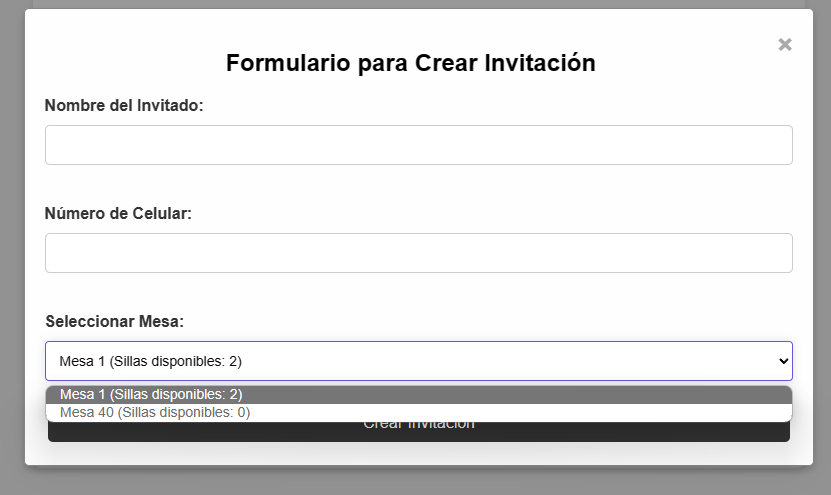 ×
Formulario para Crear Invitación
Nombre del Invitado:
Número de Celular:
Seleccionar Mesa:
Mesa 1 (Sillas disponibles: 2)
Mesa 1 (Sillas disponibles: 2)
Mesa 40 (Sillas disponibles: 0)
Crear Invitación